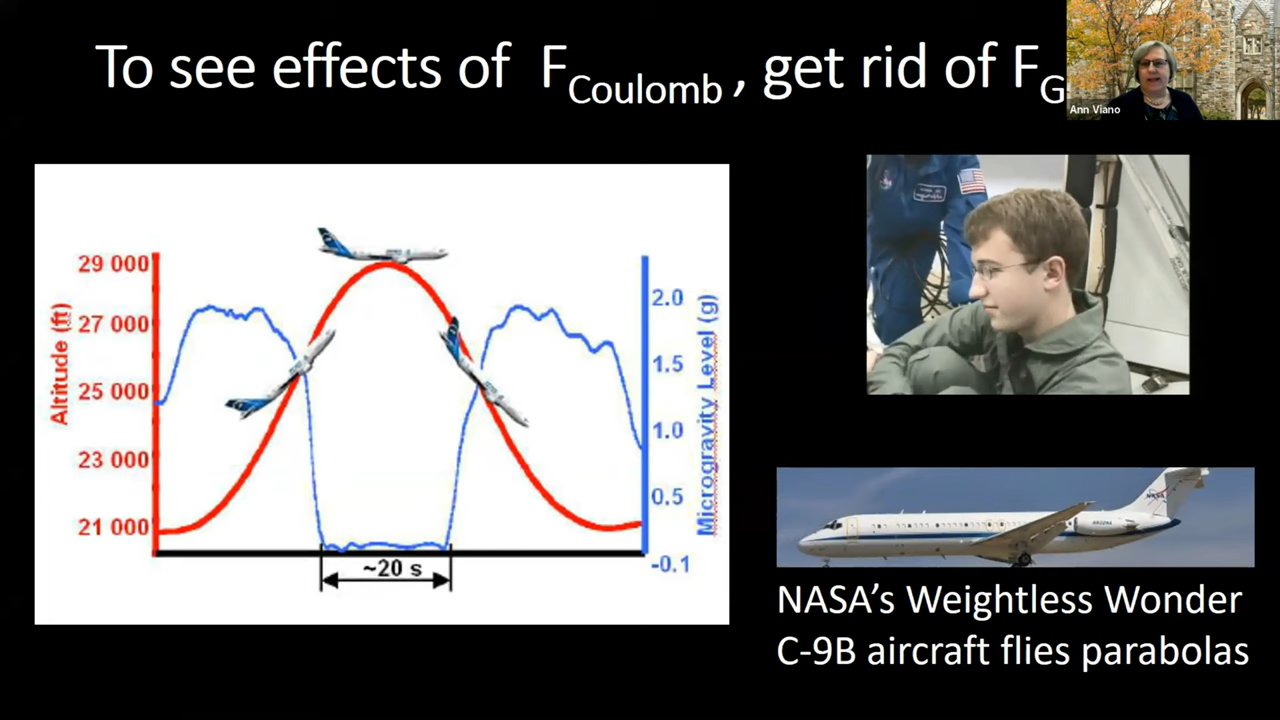 To see effects of F Coulomb , get rid of F G
Ann Viano
29 000
27 000
25 000
23 000
21 000
Altitude (ft)
2.0
1.5
1.0
0.5
-0.1
Microgravity Level (g)
~20 s
NASA
NASA's Weightless Wonder
C-9B aircraft flies parabolas